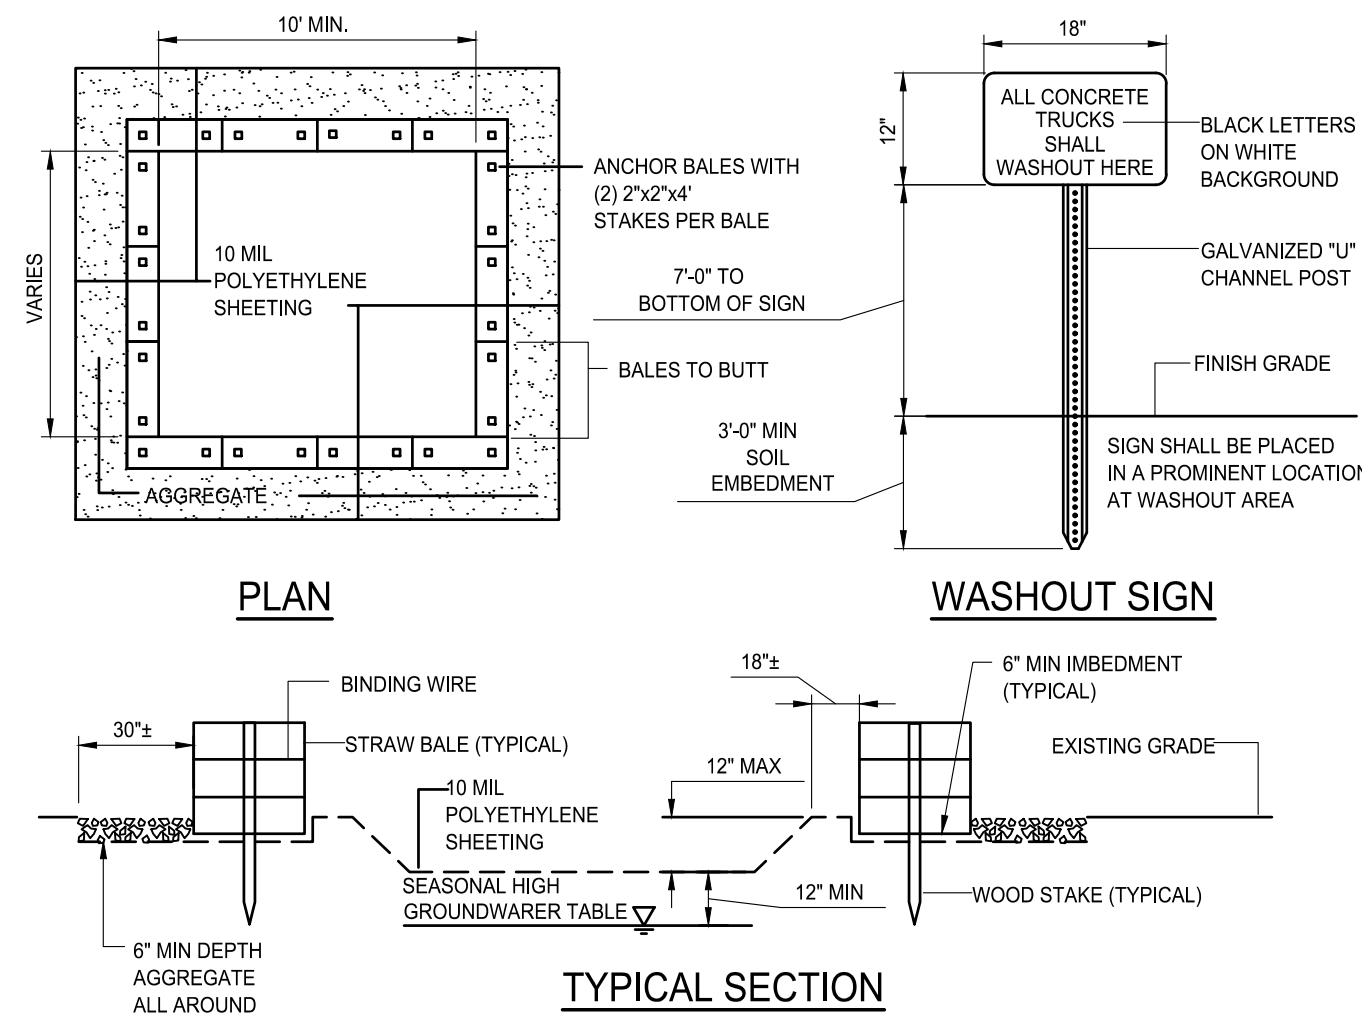 10' MIN.
VARIES
10 MIL
POLYETHYLENE
SHEETING
ANCHOR BALES WITH
(2) 2"x2"x4'
STAKES PER BALE
BALES TO BUTT
AGGREGATE
PLAN
18"
12"
ALL CONCRETE
TRUCKS
SHALL
WASHOUT HERE
BLACK LETTERS
ON WHITE
BACKGROUND
7'-0" TO
BOTTOM OF SIGN
GALVANIZED "U"
CHANNEL POST
FINISH GRADE
3'-0" MIN
SOIL
EMBEDMENT
SIGN SHALL BE PLACED
IN A PROMINENT LOCATION
AT WASHOUT AREA
WASHOUT SIGN
30"±
BINDING WIRE
STRAW BALE (TYPICAL)
10 MIL
POLYETHYLENE
SHEETING
18"±
6" MIN IMBEDMENT
(TYPICAL)
12" MAX
EXISTING GRADE
SEASONAL HIGH
GROUNDWARER TABLE
12" MIN
WOOD STAKE (TYPICAL)
6" MIN DEPTH
AGGREGATE
ALL AROUND
TYPICAL SECTION